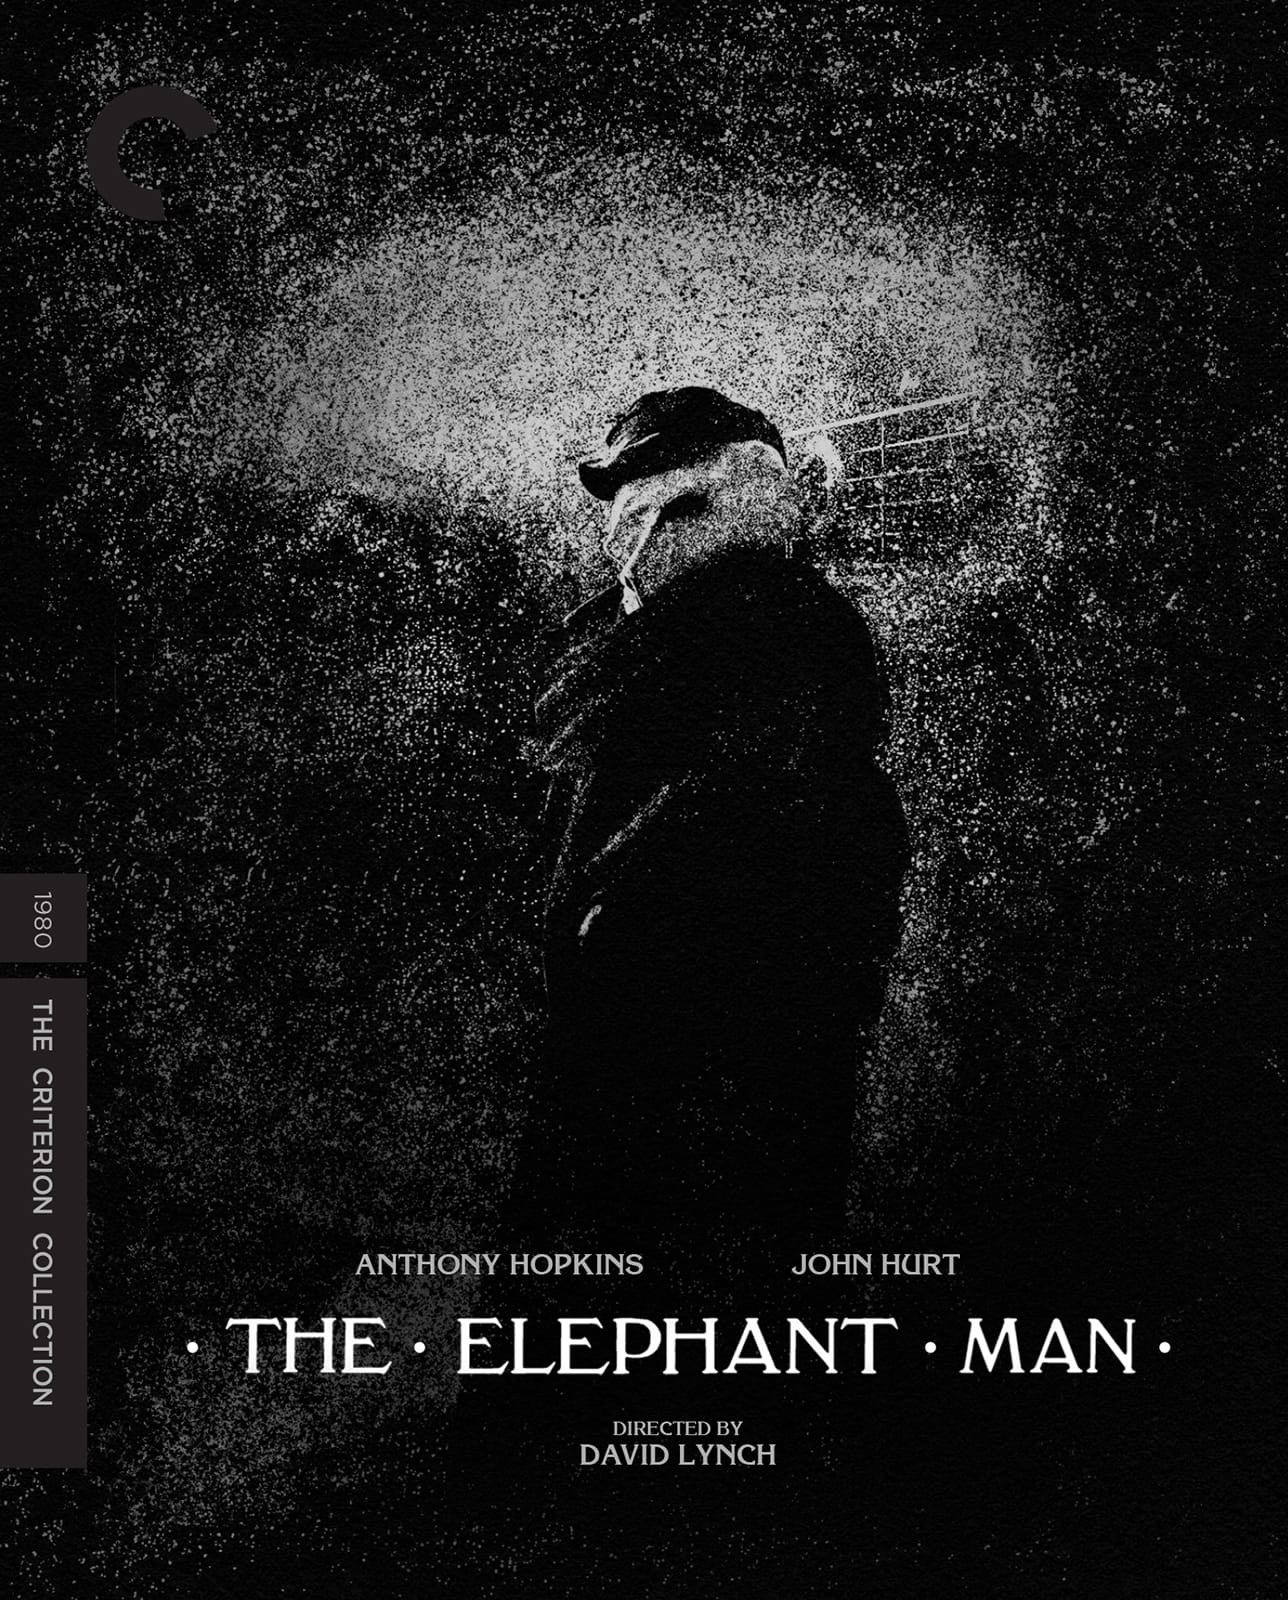 1980
THE CRITERION COLLECTION
ANTHONY HOPKINS JOHN HURT
· THE · ELEPHANT · MAN ·
DIRECTED BY
DAVID LYNCH